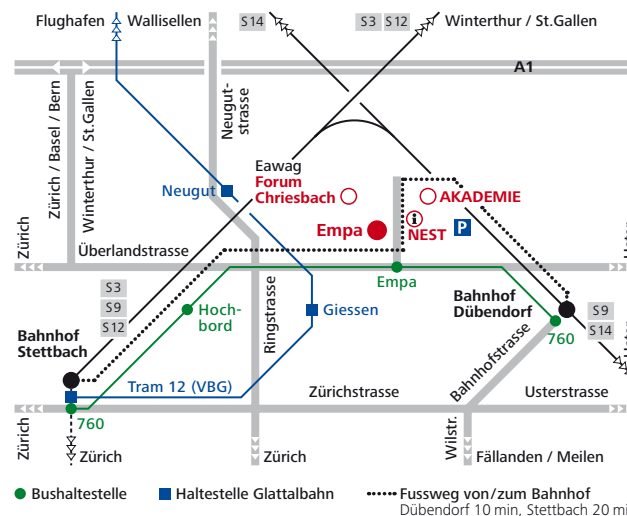 Flughafen
Wallisellen
S14
S3
S12
Winterthur / St.Gallen
A1
Zürich / Basel / Bern
Winterthur / St.Gallen
Neugut-
strasse
Eawag
Forum
Chriesbach
AKADEMIE
Neugut
Empa
NEST
P
Zürich
Überlandstrasse
Empa
S3
S9
S12
Hoch-
bord
Ringstrasse
Giessen
Bahnhof
Dübendorf
S9
S14
Bahnhof
Stettbach
760
Bahnhofstrasse
Tram 12 (VBG)
Zürichstrasse
Usterstrasse
760
Zürich
Zürich
Zürich
Wilstr.
Fällanden / Meilen
Bushaltestelle
Haltestelle Glattalbahn
Fussweg von/zum Bahnhof
Dübendorf 10 min, Stettbach 20 mi